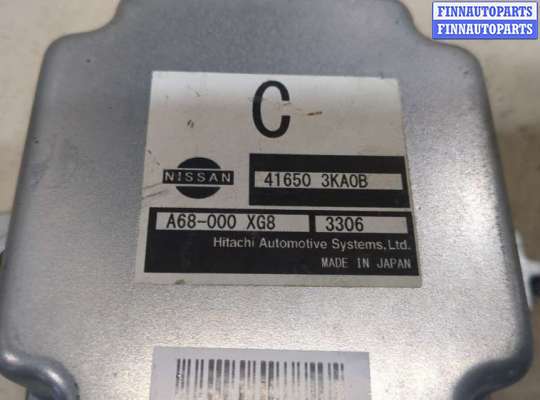 FINNAUTOPARTS
FINNAUTOPARTS
C
NISSAN
41650 3KA0B
A68-000 XG8
3306
Hitachi Automotive Systems,Ltd.
MADE IN JAPAN